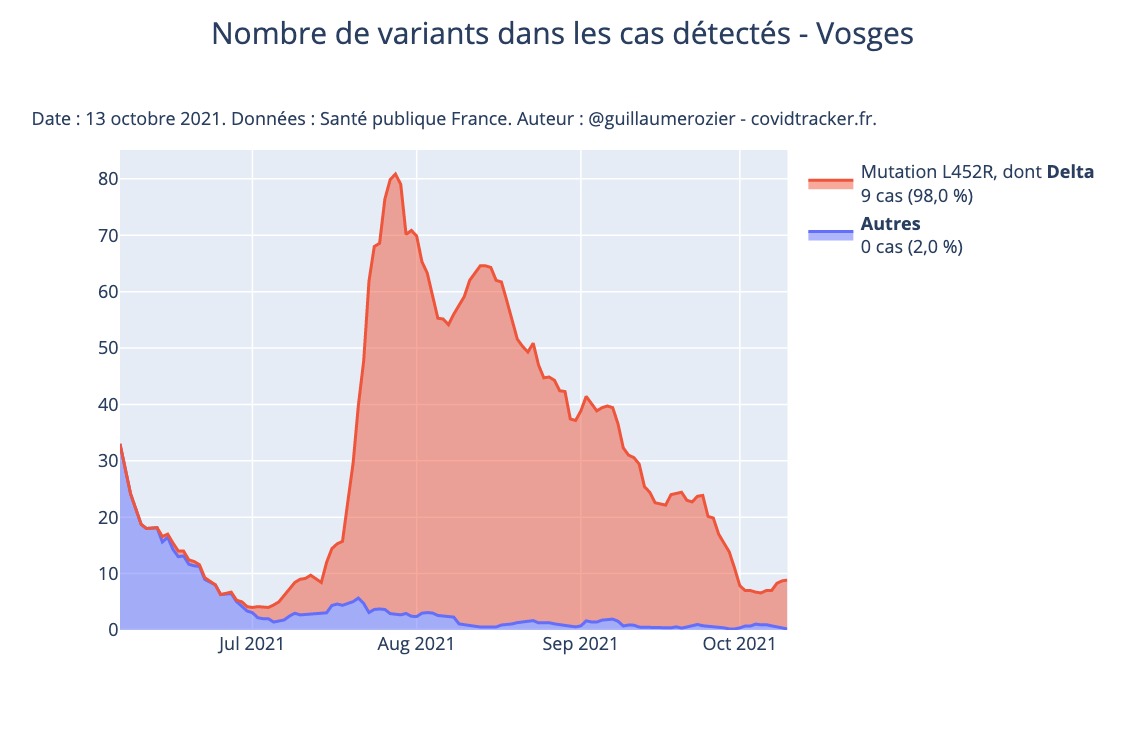 Nombre de variants dans les cas détectés - Vosges
Date : 13 octobre 2021. Données : Santé publique France. Auteur : @guillaumerozier - covidtracker.fr.
Mutation L452R, dont Delta
9 cas (98,0 %)
Autres
0 cas (2,0 %)
80
70
60
50
40
30
20
10
0
Jul 2021
Aug 2021
Sep 2021
Oct 2021